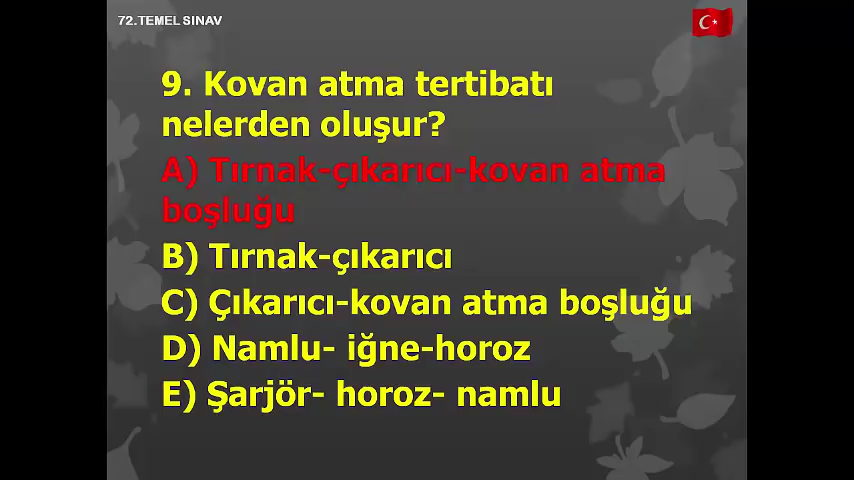 72.TEMEL SINAV
9. Kovan atma tertibatı
nelerden oluşur?
A) Tırnak-çıkarıcı-kovan atma
boşluğu
B) Tırnak-çıkarıcı
C) Çıkarıcı-kovan atma boşluğu
D) Namlu- iğne-horoz
E) Şarjör- horoz- namlu